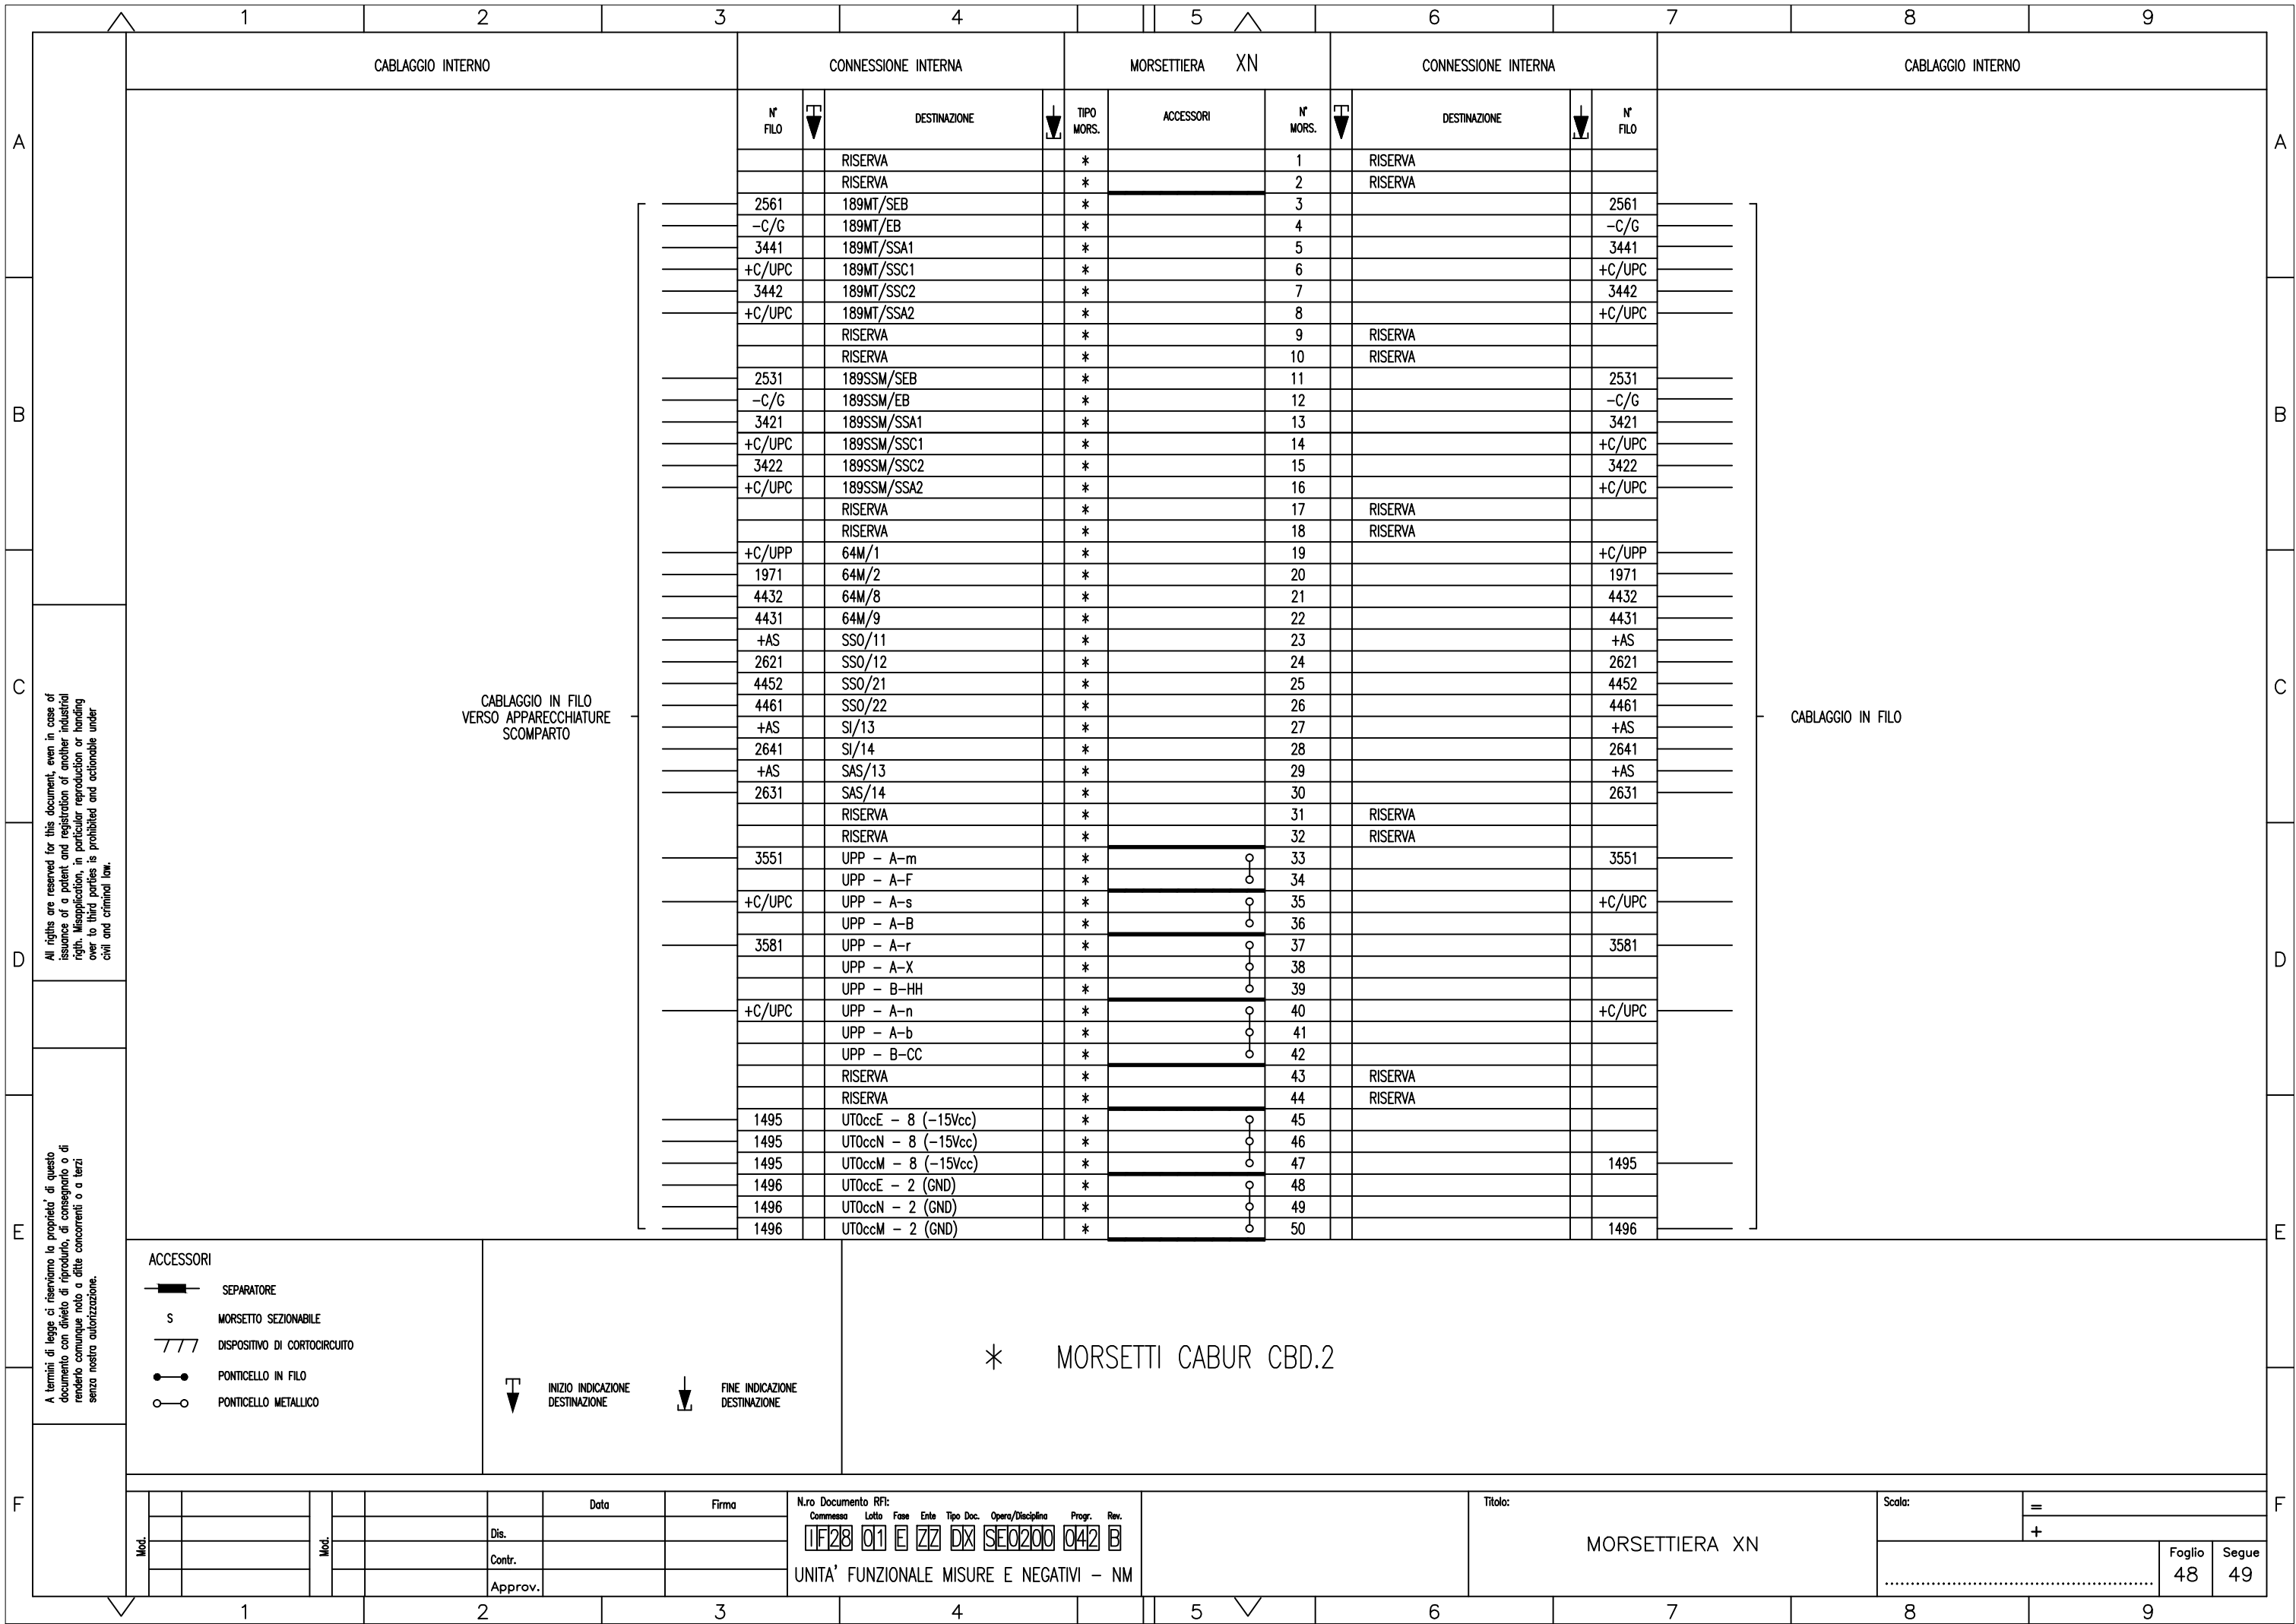 1 2 3 4 5 6 7 8 9
CABLAGGIO INTERNO CONNESSIONE INTERNA MORSETTIERA XN CONNESSIONE INTERNA CABLAGGIO INTERNO
N° FILO DESTINAZIONE TIPO MORS. ACCESSORI N° MORS. DESTINAZIONE N° FILO
RISERVA * 1 RISERVA
RISERVA * 2 RISERVA
2561 189MT/SEB * 3 2561
-C/G 189MT/EB * 4 -C/G
3441 189MT/SSA1 * 5 3441
+C/UPC 189MT/SSC1 * 6 +C/UPC
3442 189MT/SSC2 * 7 3442
+C/UPC 189MT/SSA2 * 8 +C/UPC
RISERVA * 9 RISERVA
RISERVA * 10 RISERVA
2531 189SSM/SEB * 11 2531
-C/G 189SSM/EB * 12 -C/G
3421 189SSM/SSA1 * 13 3421
+C/UPC 189SSM/SSC1 * 14 +C/UPC
3422 189SSM/SSC2 * 15 3422
+C/UPC 189SSM/SSA2 * 16 +C/UPC
RISERVA * 17 RISERVA
RISERVA * 18 RISERVA
+C/UPP 64M/1 * 19 +C/UPP
1971 64M/2 * 20 1971
4432 64M/8 * 21 4432
4431 64M/9 * 22 4431
+AS SSO/11 * 23 +AS
2621 SSO/12 * 24 2621
4452 SSO/21 * 25 4452
4461 SSO/22 * 26 4461
+AS SI/13 * 27 +AS
2641 SI/14 * 28 2641
+AS SAS/13 * 29 +AS
2631 SAS/14 * 30 2631
RISERVA * 31 RISERVA
RISERVA * 32 RISERVA
3551 UPP - A-m * 33 3551
UPP - A-F * 34
+C/UPC UPP - A-s * 35 +C/UPC
UPP - A-B * 36
3581 UPP - A-r * 37 3581
UPP - A-X * 38
UPP - B-HH * 39
+C/UPC UPP - A-n * 40 +C/UPC
UPP - A-b * 41
UPP - B-CC * 42
RISERVA * 43 RISERVA
RISERVA * 44 RISERVA
1495 UTOccE - 8 (-15Vcc) * 45
1495 UTOccN - 8 (-15Vcc) * 46
1495 UTOccM - 8 (-15Vcc) * 47 1495
1496 UTOccE - 2 (GND) * 48
1496 UTOccN - 2 (GND) * 49
1496 UTOccM - 2 (GND) * 50 1496
CABLAGGIO IN FILO
VERSO APPARECCHIATURE
SCOMPARTO
CABLAGGIO IN FILO
A A
B B
C C
D D
E E
F F
All rigths are reserved for this document, even in case of
issuance of a patent and registration of another industrial
rigth. Misapplication, in particular reproduction or handing
over to third parties is prohibited and actionable under
civil and criminal law.
A termini di legge ci riserviamo la proprieta' di questo
documento con divieto di riprodurlo, di consegnarlo o di
renderlo comunque noto a ditte concorrenti o a terzi
senza nostra autorizzazione.
ACCESSORI
SEPARATORE
S MORSETTO SEZIONABILE
DISPOSITIVO DI CORTOCIRCUITO
PONTICELLO IN FILO
PONTICELLO METALLICO
INIZIO INDICAZIONE
DESTINAZIONE
FINE INDICAZIONE
DESTINAZIONE
* MORSETTI CABUR CBD.2
Mod. Mod. Data Firma
Dis.
Contr.
Approv.
N.ro Documento RFI:
Commessa Lotto Fase Ente Tipo Doc. Opera/Disciplina Progr. Rev.
IF28 01 E ZZ DX SE0200 042 B
UNITA' FUNZIONALE MISURE E NEGATIVI - NM
Titolo:
MORSETTIERA XN
Scala: =
+
Foglio Segue
48 49
1 2 3 4 5 6 7 8 9